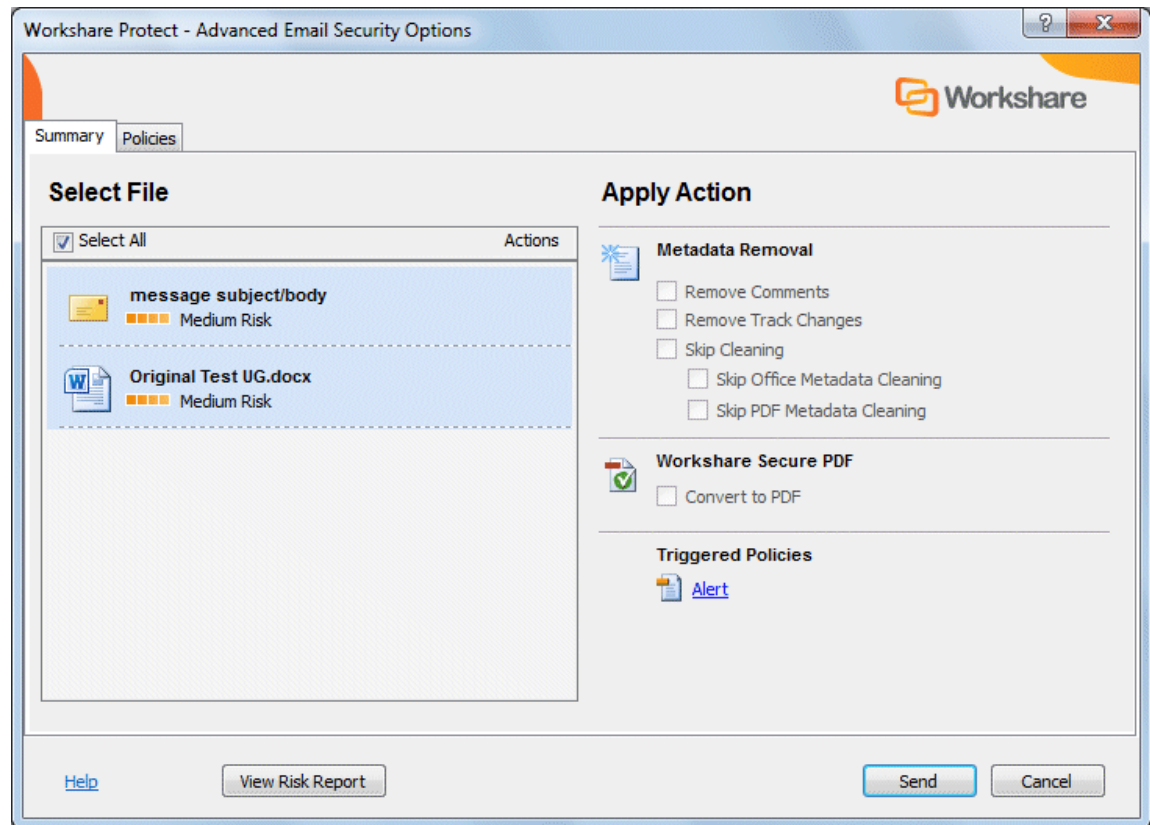 Workshare Protect - Advanced Email Security Options
Workshare
Summary
Policies
Select File
Select All
Actions
message subject/body
Medium Risk
Original Test UG.docx
Medium Risk
Apply Action
Metadata Removal
Remove Comments
Remove Track Changes
Skip Cleaning
Skip Office Metadata Cleaning
Skip PDF Metadata Cleaning
Workshare Secure PDF
Convert to PDF
Triggered Policies
Alert
Help
View Risk Report
Send
Cancel